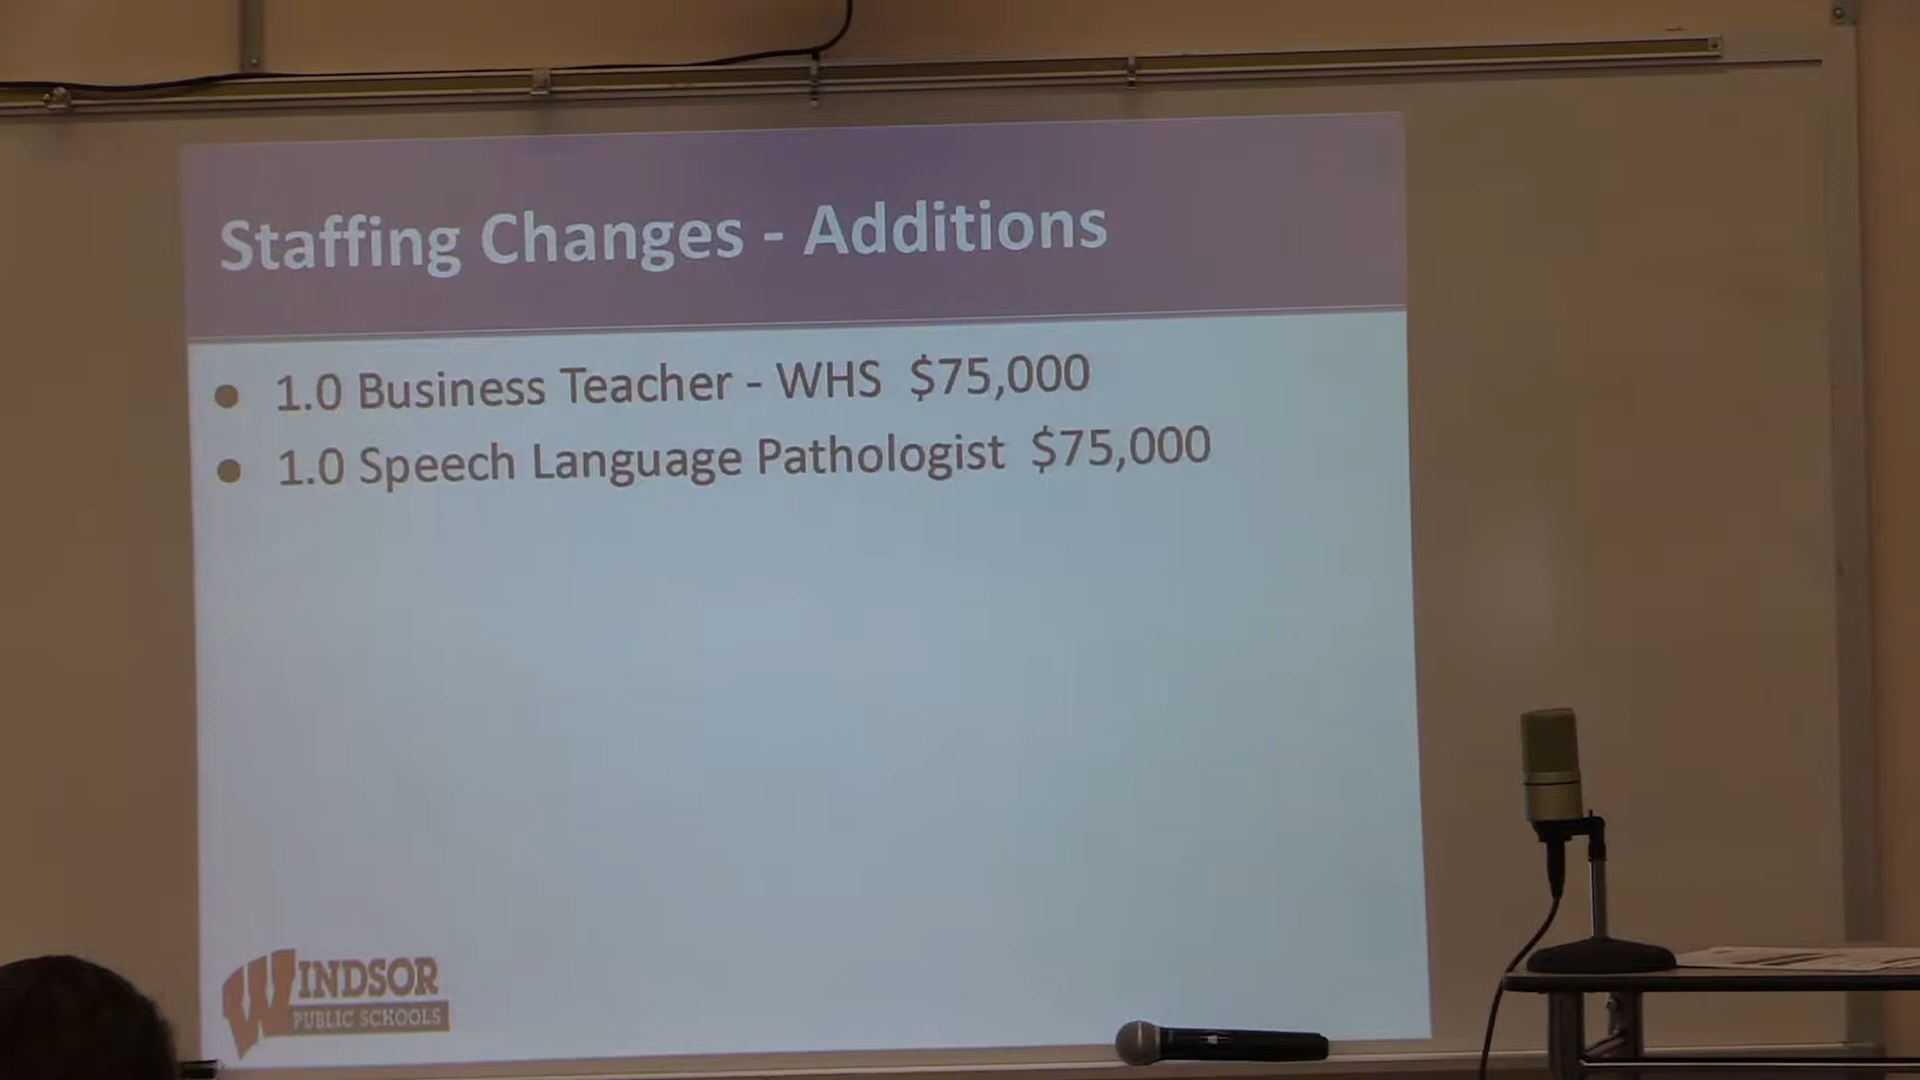 Staffing Changes - Additions
• 1.0 Business Teacher - WHS $75,000
• 1.0 Speech Language Pathologist $75,000
WINDSOR
PUBLIC SCHOOLS